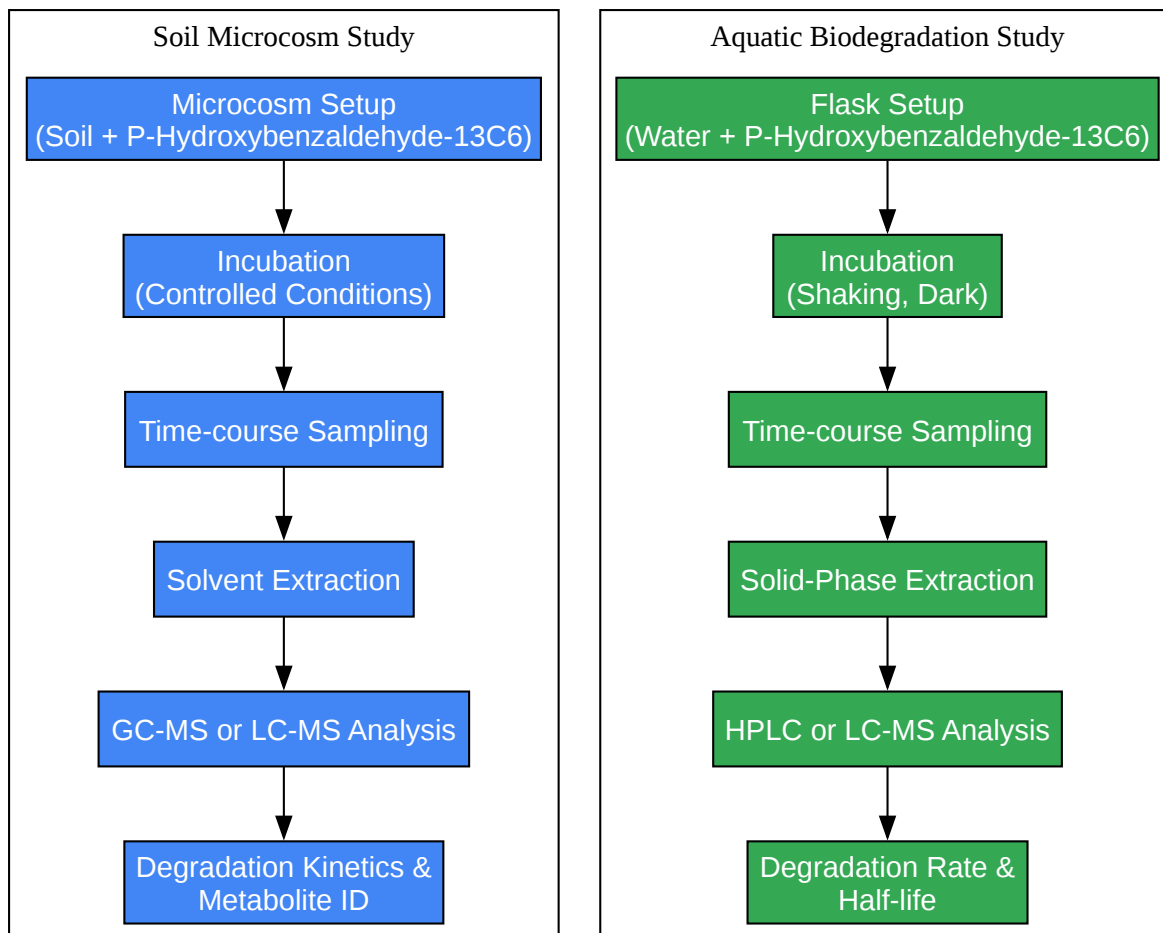 Soil Microcosm Study
Microcosm Setup
(Soil + P-Hydroxybenzaldehyde-13C6)
Incubation
(Controlled Conditions)
Time-course Sampling
Solvent Extraction
GC-MS or LC-MS Analysis
Degradation Kinetics &
Metabolite ID
Aquatic Biodegradation Study
Flask Setup
(Water + P-Hydroxybenzaldehyde-13C6)
Incubation
(Shaking, Dark)
Time-course Sampling
Solid-Phase Extraction
HPLC or LC-MS Analysis
Degradation Rate &
Half-life